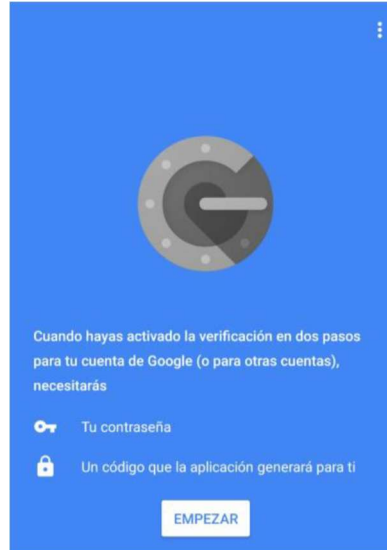 Cuando hayas activado la verificación en dos pasos
para tu cuenta de Google (o para otras cuentas),
necesitarás
Tu contraseña
Un código que la aplicación generará para ti
EMPEZAR